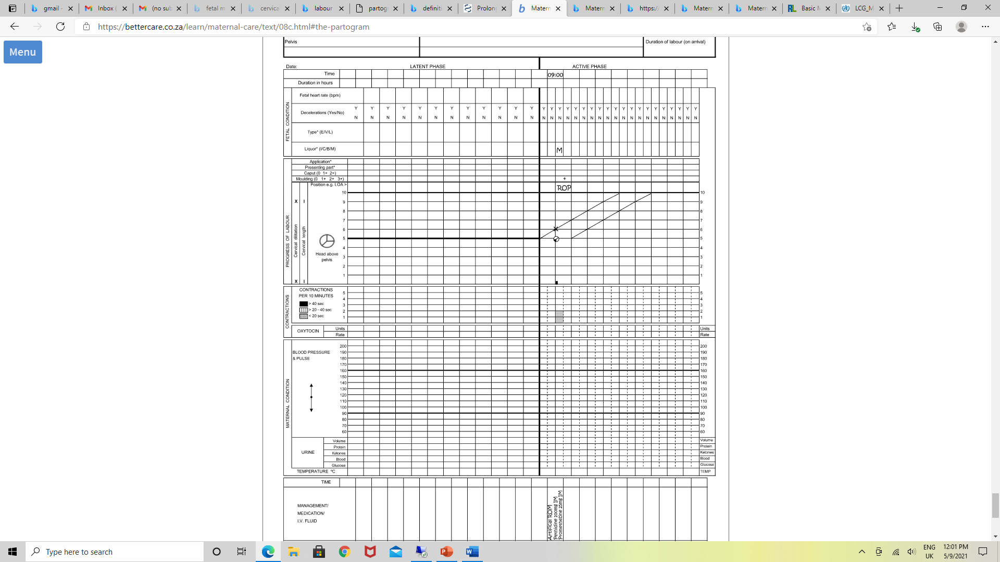 gmail -
Inbox (
(no sub
fetal m
cervica
labour
partog
definiti
Prolon
Matern
Matern
https:/
Matern
Matern
Basic M
LCG_M
https://bettercare.co.za/learn/maternal-care/text/08c.html#the-partogram
Menu
Pelvis
Duration of labour (on arrival)
Date:
LATENT PHASE
ACTIVE PHASE
Time
09:00
Duration in hours
FETAL CONDITION
Fetal heart rate (bpm)
Decelerations (Yes/No)
Y Y Y Y Y Y Y Y Y Y Y Y Y Y Y Y Y Y Y Y Y Y Y Y Y Y Y Y Y Y Y Y
N N N N N N N N N N N N N N N N N N N N N N N N N N N N N N N N
Type* (E/V/L)
Liquor* (I/C/B/M)
M
PROGRESS OF LABOUR
Application*
Presenting part*
Caput (0 1+ 2+)
Moulding (0 1+ 2+ 3+)
+
Position e.g. LOA >
ROP
10 10
X I 9 9
8 8
7 7
6 6
Cervical dilitation
Cervical length
5 5
4 4
Head above
pelvis
3 3
2 2
1 1
X I
CONTRACTIONS
CONTRACTIONS
PER 10 MINUTES
> 40 sec
> 20 - 40 sec
< 20 sec
5 5
4 4
3 3
2 2
1 1
OXYTOCIN
Units Units
Rate Rate
MATERNAL CONDITION
BLOOD PRESSURE
& PULSE
200 200
190 190
180 180
170 170
160 160
150 150
140 140
130 130
120 120
110 110
100 100
90 90
80 80
70 70
60 60
URINE
Volume Volume
Protein Protein
Ketones Ketones
Blood Blood
Glucose Glucose
TEMPERATURE ºC TEMP
TIME
MANAGEMENT/
MEDICATION/
I.V. FLUID
Artifical ROM
Pethidine 100mg IM
Promethezine 25mg IM
Type here to search
ENG
UK
12:01 PM
5/9/2021